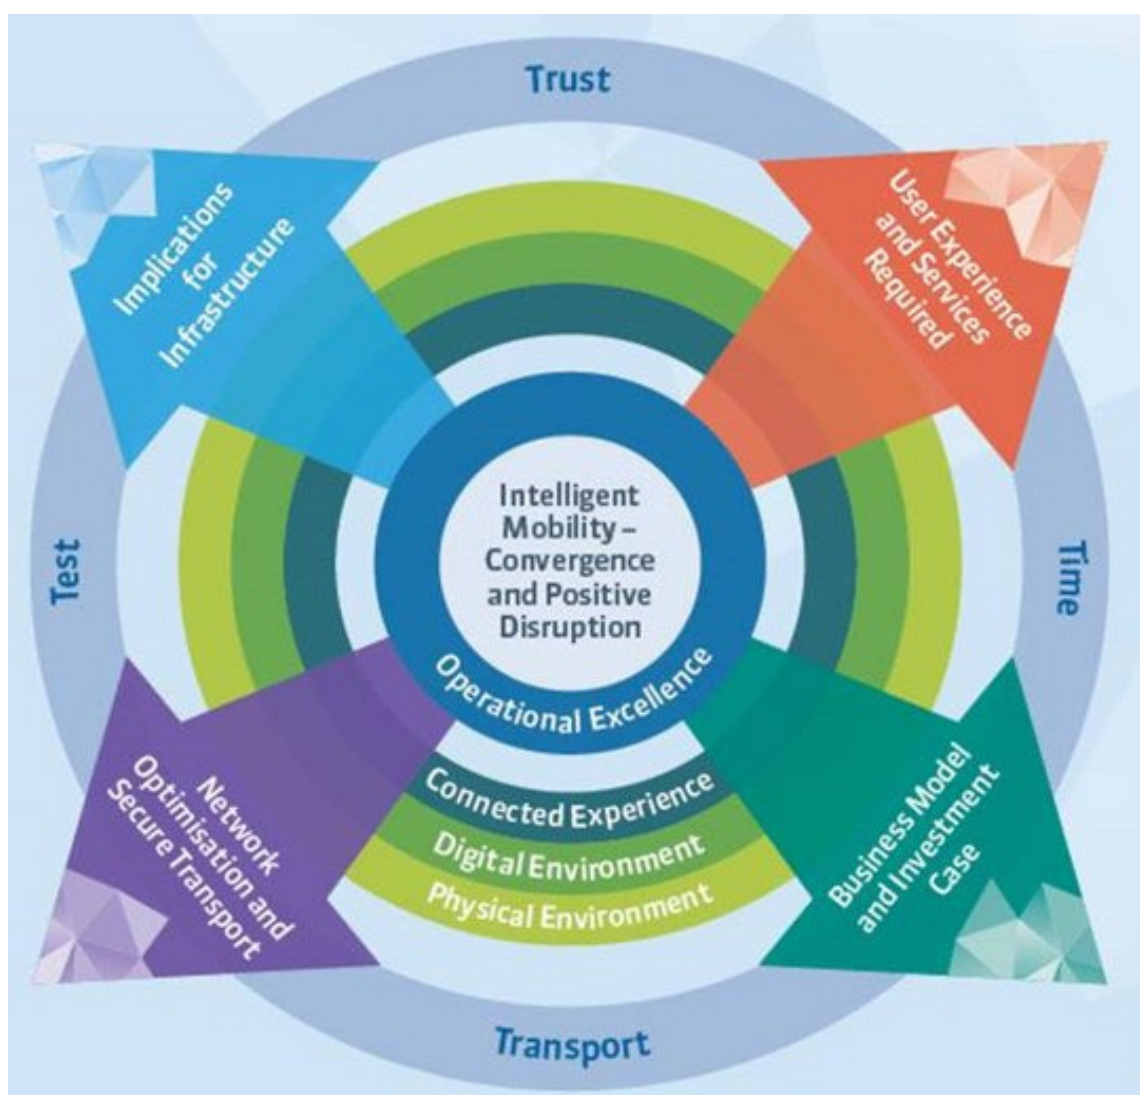 Trust
Implications
for
Infrastructure
User Experience
and Services
Required
Test
Intelligent
Mobility –
Convergence
and Positive
Disruption
Time
Operational Excellence
Connected Experience
Digital Environment
Physical Environment
Network
Optimisation and
Secure Transport
Business Model
and Investment
Case
Transport